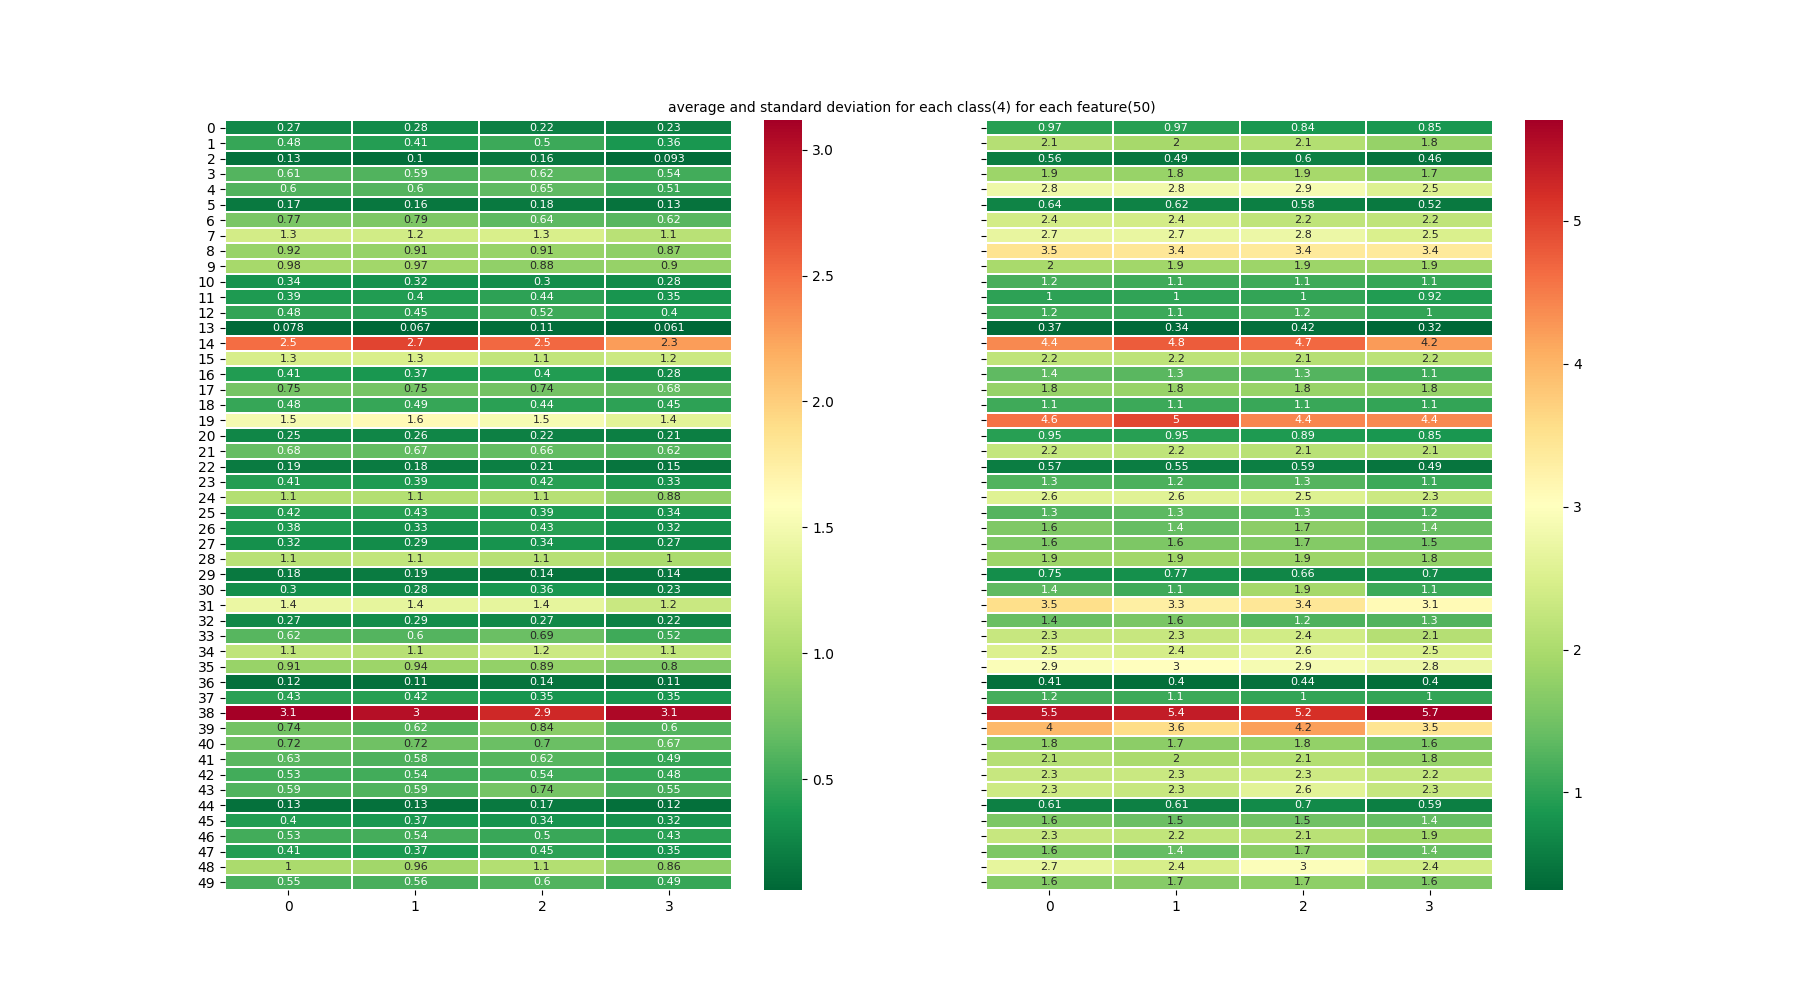 average and standard deviation for each class(4) for each feature(50)
0 0.27 0.28 0.22 0.23 0.97 0.97 0.84 0.85
1 0.48 0.41 0.5 0.36 2.1 2 2.1 1.8
2 0.13 0.1 0.16 0.093 0.56 0.49 0.6 0.46
3 0.61 0.59 0.62 0.54 1.9 1.8 1.9 1.7
4 0.6 0.6 0.65 0.51 2.8 2.8 2.9 2.5
5 0.17 0.16 0.18 0.13 0.64 0.62 0.58 0.52
6 0.77 0.79 0.64 0.62 2.4 2.4 2.2 2.2
7 1.3 1.2 1.3 1.1 2.7 2.7 2.8 2.5
8 0.92 0.91 0.91 0.87 3.5 3.4 3.4 3.4
9 0.98 0.97 0.88 0.9 2 1.9 1.9 1.9
10 0.34 0.32 0.3 0.28 1.2 1.1 1.1 1.1
11 0.39 0.4 0.44 0.35 1 1 1 0.92
12 0.48 0.45 0.52 0.4 1.2 1.1 1.2 1
13 0.078 0.067 0.11 0.061 0.37 0.34 0.42 0.32
14 2.5 2.7 2.5 2.3 4.4 4.8 4.7 4.2
15 1.3 1.3 1.1 1.2 2.2 2.2 2.1 2.2
16 0.41 0.37 0.4 0.28 1.4 1.3 1.3 1.1
17 0.75 0.75 0.74 0.68 1.8 1.8 1.8 1.8
18 0.48 0.49 0.44 0.45 1.1 1.1 1.1 1.1
19 1.5 1.6 1.5 1.4 4.6 5 4.4 4.4
20 0.25 0.26 0.22 0.21 0.95 0.95 0.89 0.85
21 0.68 0.67 0.66 0.62 2.2 2.2 2.1 2.1
22 0.19 0.18 0.21 0.15 0.57 0.55 0.59 0.49
23 0.41 0.39 0.42 0.33 1.3 1.2 1.3 1.1
24 1.1 1.1 1.1 0.88 2.6 2.6 2.5 2.3
25 0.42 0.43 0.39 0.34 1.3 1.3 1.3 1.2
26 0.38 0.33 0.43 0.32 1.6 1.4 1.7 1.4
27 0.32 0.29 0.34 0.27 1.6 1.6 1.7 1.5
28 1.1 1.1 1.1 1 1.9 1.9 1.9 1.8
29 0.18 0.19 0.14 0.14 0.75 0.77 0.66 0.7
30 0.3 0.28 0.36 0.23 1.4 1.1 1.9 1.1
31 1.4 1.4 1.4 1.2 3.5 3.3 3.4 3.1
32 0.27 0.29 0.27 0.22 1.4 1.6 1.2 1.3
33 0.62 0.6 0.69 0.52 2.3 2.3 2.4 2.1
34 1.1 1.1 1.2 1.1 2.5 2.4 2.6 2.5
35 0.91 0.94 0.89 0.8 2.9 3 2.9 2.8
36 0.12 0.11 0.14 0.11 0.41 0.4 0.44 0.4
37 0.43 0.42 0.35 0.35 1.2 1.1 1 1
38 3.1 3 2.9 3.1 5.5 5.4 5.2 5.7
39 0.74 0.62 0.84 0.6 4 3.6 4.2 3.5
40 0.72 0.72 0.7 0.67 1.8 1.7 1.8 1.6
41 0.63 0.58 0.62 0.49 2.1 2 2.1 1.8
42 0.53 0.54 0.54 0.48 2.3 2.3 2.3 2.2
43 0.59 0.59 0.74 0.55 2.3 2.3 2.6 2.3
44 0.13 0.13 0.17 0.12 0.61 0.61 0.7 0.59
45 0.4 0.37 0.34 0.32 1.6 1.5 1.5 1.4
46 0.53 0.54 0.5 0.43 2.3 2.2 2.1 1.9
47 0.41 0.37 0.45 0.35 1.6 1.4 1.7 1.4
48 1 0.96 1.1 0.86 2.7 2.4 3 2.4
49 0.55 0.56 0.6 0.49 1.6 1.7 1.7 1.6
0 1 2 3 0 1 2 3
3.0
2.5
2.0
1.5
1.0
0.5
5
4
3
2
1